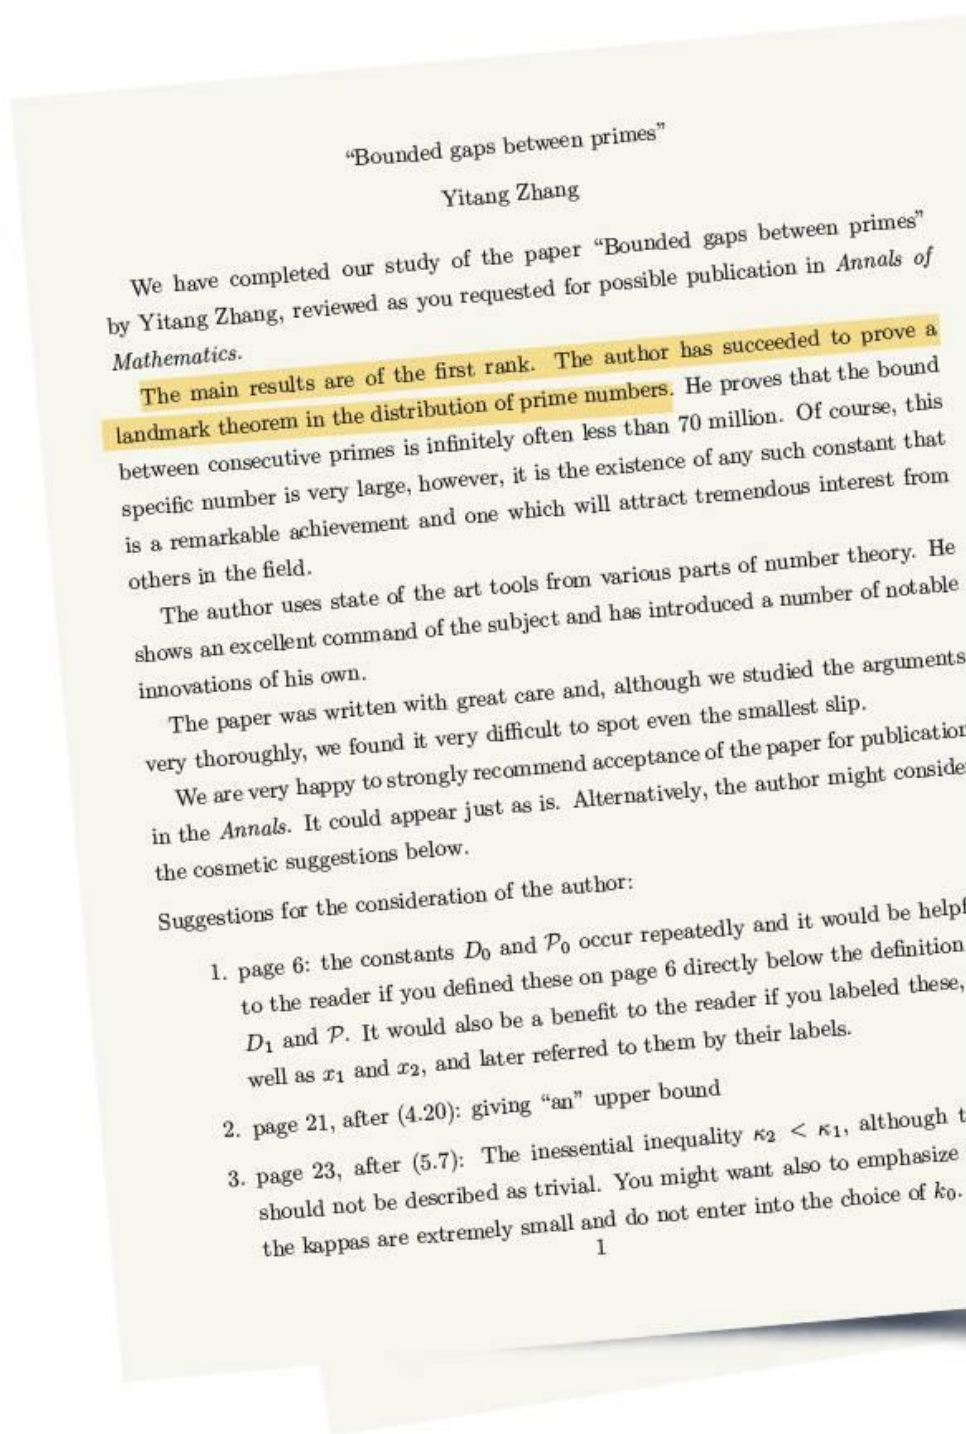 “Bounded gaps between primes”
Yitang Zhang
We have completed our study of the paper “Bounded gaps between primes”
by Yitang Zhang, reviewed as you requested for possible publication in Annals of
Mathematics.
The main results are of the first rank. The author has succeeded to prove a
landmark theorem in the distribution of prime numbers. He proves that the bound
between consecutive primes is infinitely often less than 70 million. Of course, this
specific number is very large, however, it is the existence of any such constant that
is a remarkable achievement and one which will attract tremendous interest from
others in the field.
The author uses state of the art tools from various parts of number theory. He
shows an excellent command of the subject and has introduced a number of notable
innovations of his own.
The paper was written with great care and, although we studied the arguments
very thoroughly, we found it very difficult to spot even the smallest slip.
We are very happy to strongly recommend acceptance of the paper for publication
in the Annals. It could appear just as is. Alternatively, the author might conside
the cosmetic suggestions below.
Suggestions for the consideration of the author:
1. page 6: the constants D₀ and 𝒫₀ occur repeatedly and it would be helpf
to the reader if you defined these on page 6 directly below the definition
D₁ and 𝒫. It would also be a benefit to the reader if you labeled these,
well as x₁ and x₂, and later referred to them by their labels.
2. page 21, after (4.20): giving “an” upper bound
3. page 23, after (5.7): The inessential inequality κ₂ < κ₁, although t
should not be described as trivial. You might want also to emphasize
the kappas are extremely small and do not enter into the choice of k₀.
1